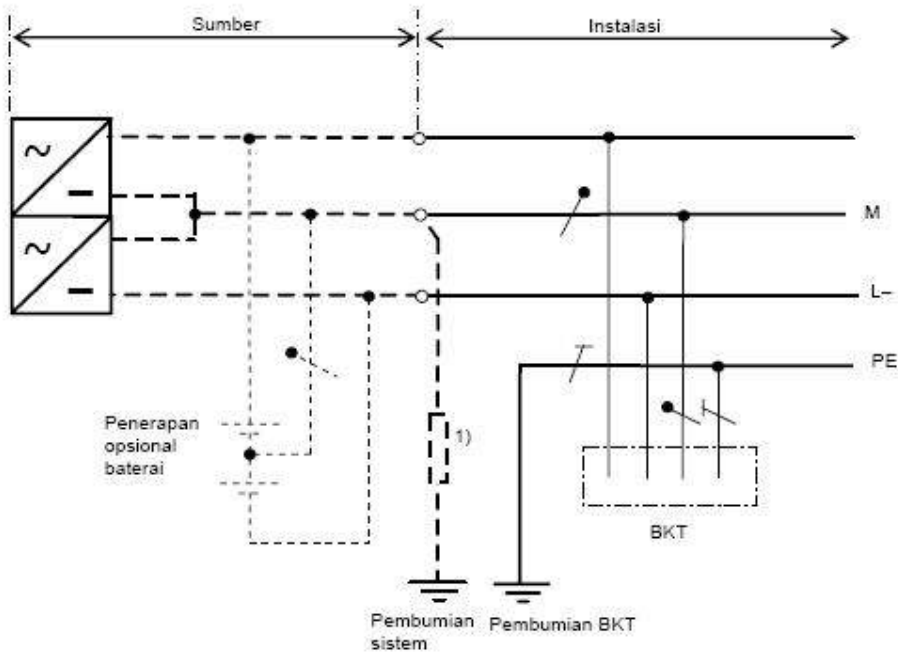 Sumber
Instalasi
~
–
M
~
–
L–
PE
Penerapan
opsional
baterai
1)
BKT
Pembumian
sistem
Pembumian BKT